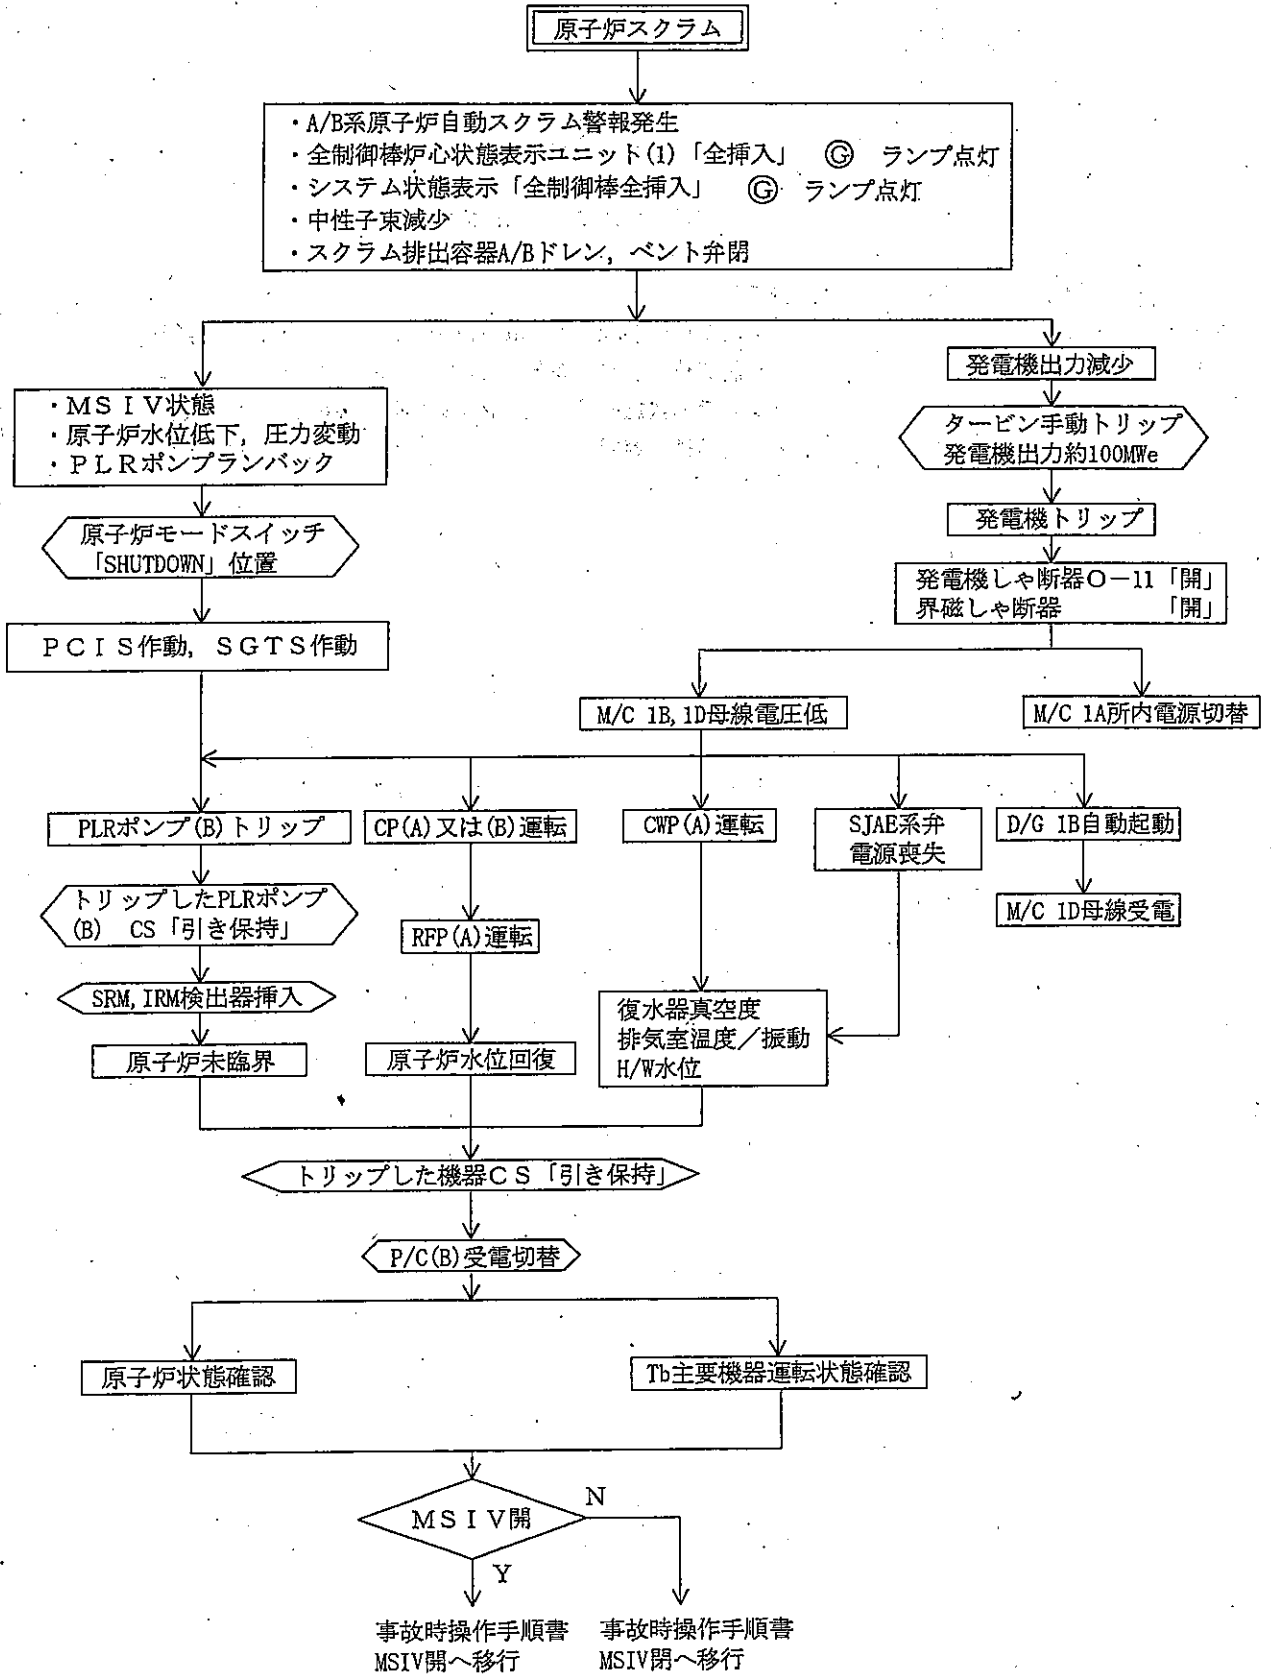 原子炉スクラム
・A/B系原子炉自動スクラム警報発生
・全制御棒炉心状態表示ユニット(1)「全挿入」 Ⓖ ランプ点灯
・システム状態表示「全制御棒全挿入」 Ⓖ ランプ点灯
・中性子束減少
・スクラム排出容器A/Bドレン，ベント弁閉
・ＭＳＩＶ状態
・原子炉水位低下，圧力変動
・ＰＬＲポンプランバック
原子炉モードスイッチ
「SHUTDOWN」位置
ＰＣＩＳ作動，ＳＧＴＳ作動
発電機出力減少
タービン手動トリップ
発電機出力約100MWe
発電機トリップ
発電機しゃ断器Ｏ－11「開」
界磁しゃ断器 「開」
M/C 1B,1D母線電圧低
M/C 1A所内電源切替
PLRポンプ(B)トリップ
トリップしたPLRポンプ
(B) CS「引き保持」
SRM,IRM検出器挿入
原子炉未臨界
CP(A)又は(B)運転
RFP(A)運転
原子炉水位回復
CWP(A)運転
復水器真空度
排気室温度／振動
H/W水位
SJAE系弁
電源喪失
D/G 1B自動起動
M/C 1D母線受電
トリップした機器ＣＳ「引き保持」
P/C(B)受電切替
原子炉状態確認
Tb主要機器運転状態確認
ＭＳＩＶ開
N
Y
事故時操作手順書
MSIV開へ移行
事故時操作手順書
MSIV閉へ移行